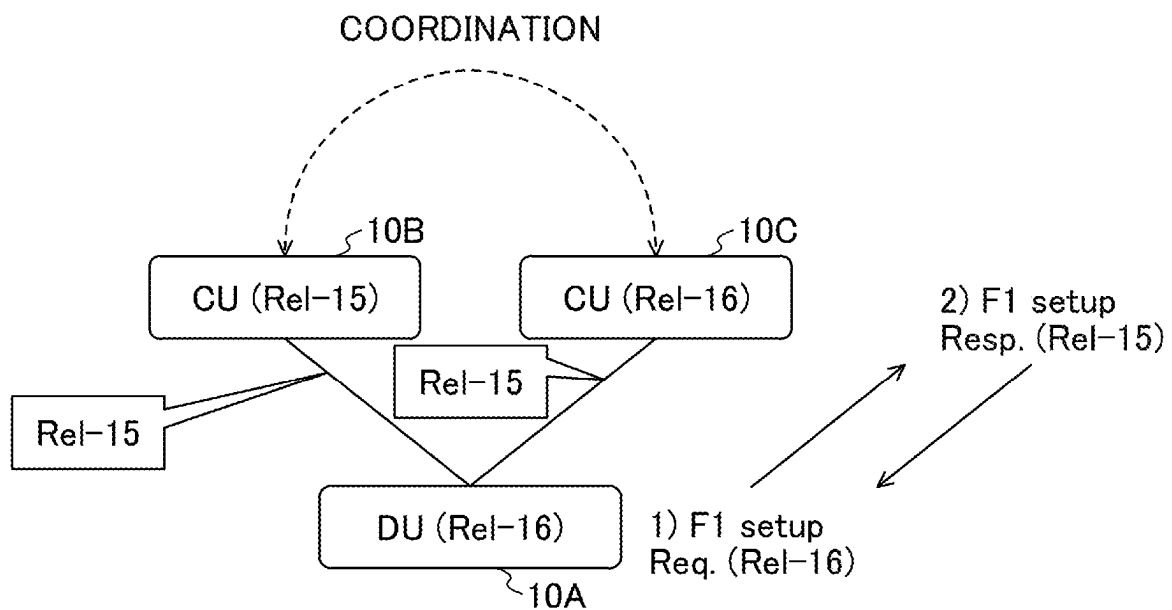 COORDINATION
10B
10C
CU (Rel-15)
CU (Rel-16)
2) F1 setup
Resp. (Rel-15)
Rel-15
Rel-15
DU (Rel-16)
1) F1 setup
Req. (Rel-16)
10A